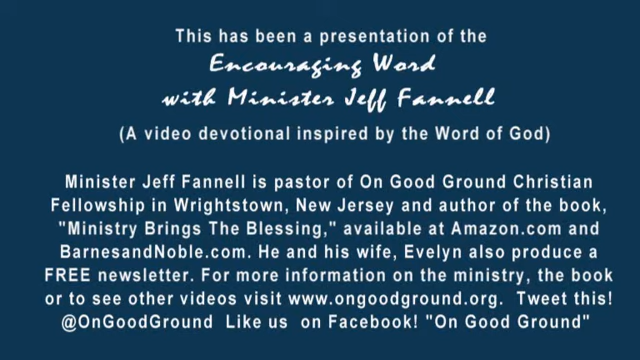 This has been a presentation of the
Encouraging Word
with Minister Jeff Fannell
(A video devotional inspired by the Word of God)
Minister Jeff Fannell is pastor of On Good Ground Christian
Fellowship in Wrightstown, New Jersey and author of the book,
"Ministry Brings The Blessing," available at Amazon.com and
BarnesandNoble.com. He and his wife, Evelyn also produce a
FREE newsletter. For more information on the ministry, the book
or to see other videos visit www.ongoodground.org. Tweet this!
@OnGoodGround Like us on Facebook! "On Good Ground"